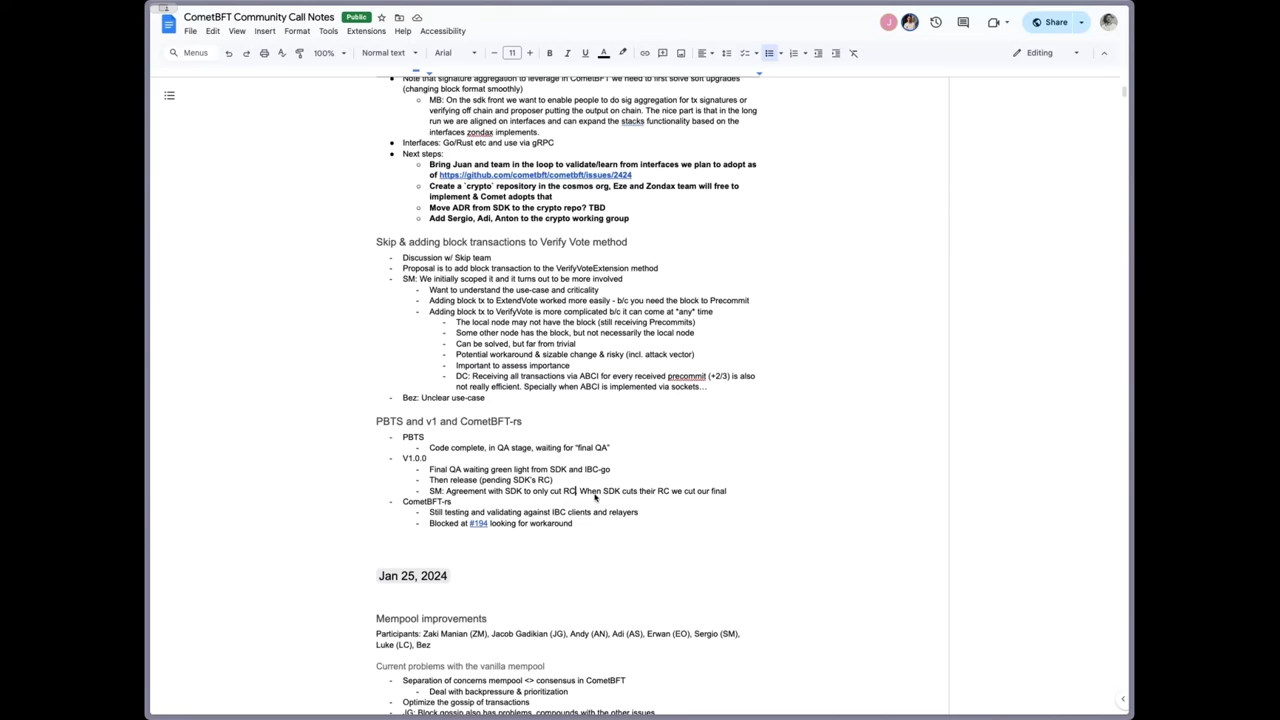 CometBFT Community Call Notes Public
Share
File Edit View Insert Format Tools Extensions Help Accessibility
Menus 100% Normal text Arial 11 Editing
Note that signature aggregation to leverage in CometBFT we need to first solve soft upgrades
(changing block format smoothly)
MB: On the sdk front we want to enable people to do sig aggregation for tx signatures or
verifying off chain and proposer putting the output on chain. The nice part is that in the long
run we are aligned on interfaces and can expand the stacks functionality based on the
interfaces zondax implements.
Interfaces: Go/Rust etc and use via gRPC
Next steps:
Bring Juan and team in the loop to validate/learn from interfaces we plan to adopt as
of https://github.com/cometbft/cometbft/issues/2424
Create a `crypto` repository in the cosmos org, Eze and Zondax team will free to
implement & Comet adopts that
Move ADR from SDK to the crypto repo? TBD
Add Sergio, Adi, Anton to the crypto working group
Skip & adding block transactions to Verify Vote method
- Discussion w/ Skip team
- Proposal is to add block transaction to the VerifyVoteExtension method
- SM: We initially scoped it and it turns out to be more involved
- Want to understand the use-case and criticality
- Adding block tx to ExtendVote worked more easily - b/c you need the block to Precommit
- Adding block tx to VerifyVote is more complicated b/c it can come at *any* time
- The local node may not have the block (still receiving Precommits)
- Some other node has the block, but not necessarily the local node
- Can be solved, but far from trivial
- Potential workaround & sizable change & risky (incl. attack vector)
- Important to assess importance
- DC: Receiving all transactions via ABCI for every received precommit (+2/3) is also
not really efficient. Specially when ABCI is implemented via sockets…
- Bez: Unclear use-case
PBTS and v1 and CometBFT-rs
- PBTS
- Code complete, in QA stage, waiting for “final QA”
- V1.0.0
- Final QA waiting green light from SDK and IBC-go
- Then release (pending SDK’s RC)
- SM: Agreement with SDK to only cut RC When SDK cuts their RC we cut our final
- CometBFT-rs
- Still testing and validating against IBC clients and relayers
- Blocked at #194 looking for workaround
Jan 25, 2024
Mempool improvements
Participants: Zaki Manian (ZM), Jacob Gadikian (JG), Andy (AN), Adi (AS), Erwan (EO), Sergio (SM),
Luke (LC), Bez
Current problems with the vanilla mempool
- Separation of concerns mempool <> consensus in CometBFT
- Deal with backpressure & prioritization
- Optimize the gossip of transactions
- JG: Block gossip also has problems, compounds with the other issues